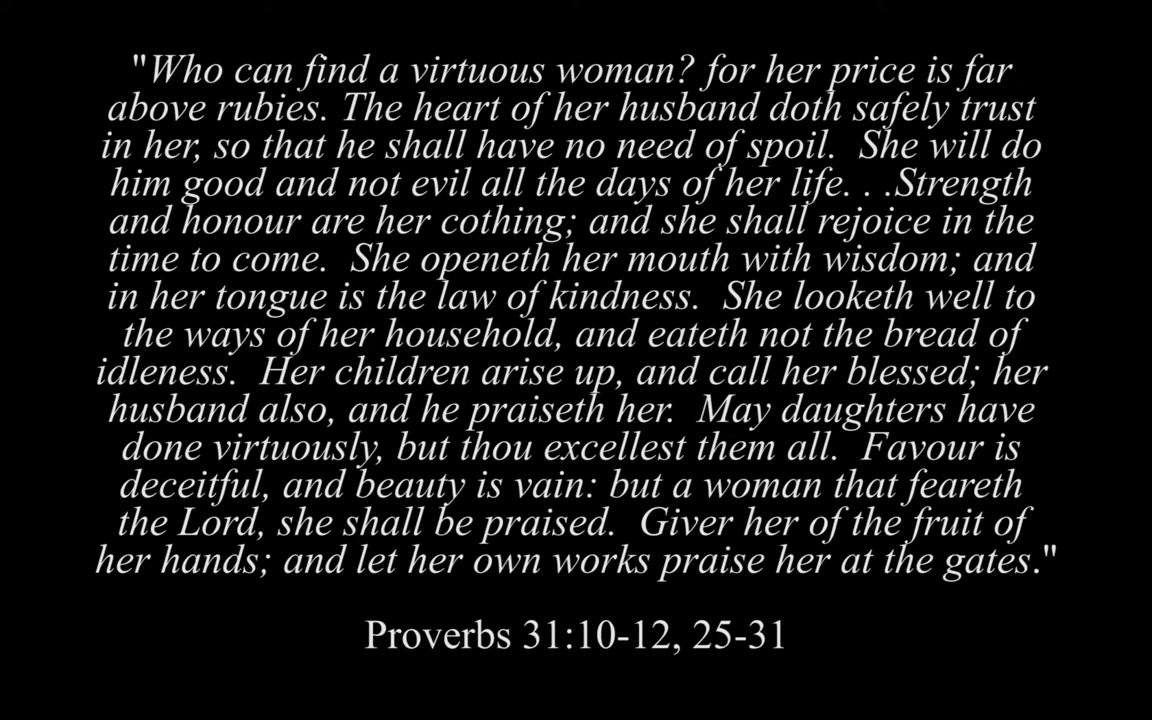 "Who can find a virtuous woman? for her price is far
above rubies. The heart of her husband doth safely trust
in her, so that he shall have no need of spoil.  She will do
him good and not evil all the days of her life. . .Strength
and honour are her cothing; and she shall rejoice in the
time to come.  She openeth her mouth with wisdom; and
in her tongue is the law of kindness.  She looketh well to
the ways of her household, and eateth not the bread of
idleness.  Her children arise up, and call her blessed; her
husband also, and he praiseth her.  May daughters have
done virtuously, but thou excellest them all.  Favour is
deceitful, and beauty is vain: but a woman that feareth
the Lord, she shall be praised.  Giver her of the fruit of
her hands; and let her own works praise her at the gates."
Proverbs 31:10-12, 25-31